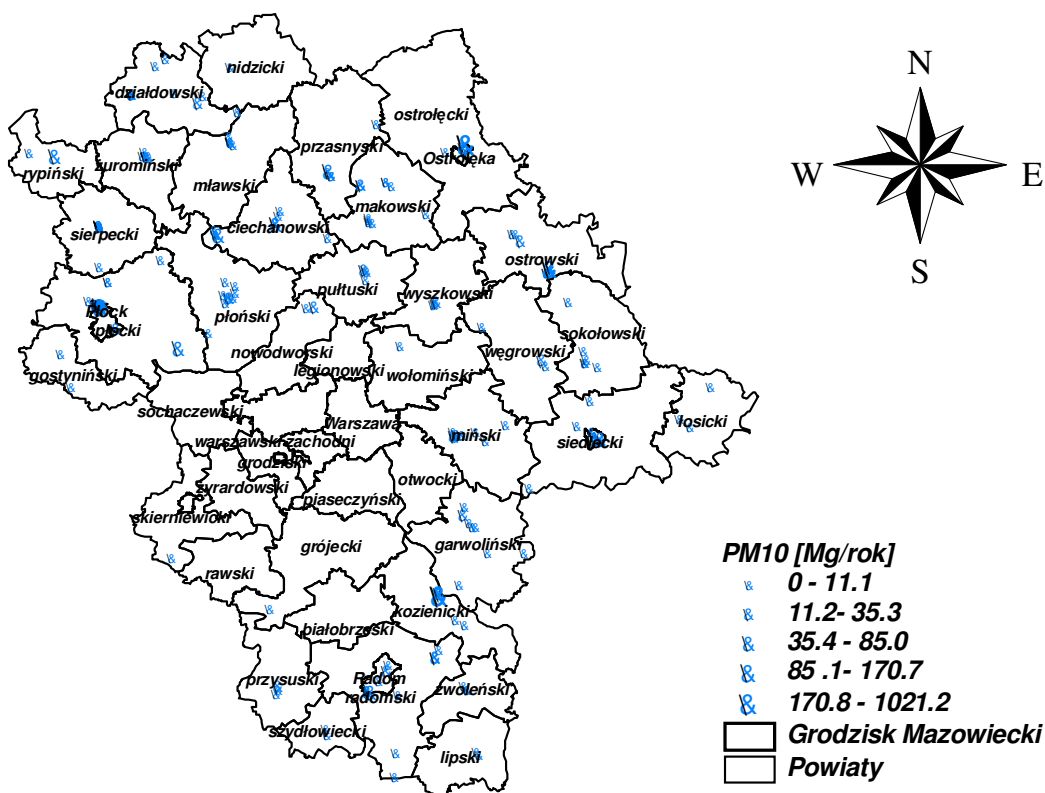 nidzicki
działdowski
ostrołęcki
N
W
E
S
przasnyski
Ostrołęka
żuromiński
rypiński
mławski
makowski
sierpecki
ciechanowski
ostrowski
pułtuski
wyszkowski
Płock
płocki
płoński
sokołowski
nowodworski
węgrowski
legionowski
wołomiński
gostyniński
sochaczewski
Warszawa
łosicki
warszawski zachodni
miński
siedlecki
grodziski
otwocki
żyrardowski
piaseczyński
skierniewicki
grójecki
garwoliński
rawski
kozienicki
białobrzeski
przysuski
Radom
radomski
zwoleński
szydłowiecki
lipski
PM10 [Mg/rok]
0 - 11.1
11.2- 35.3
35.4 - 85.0
85 .1- 170.7
170.8 - 1021.2
Grodzisk Mazowiecki
Powiaty